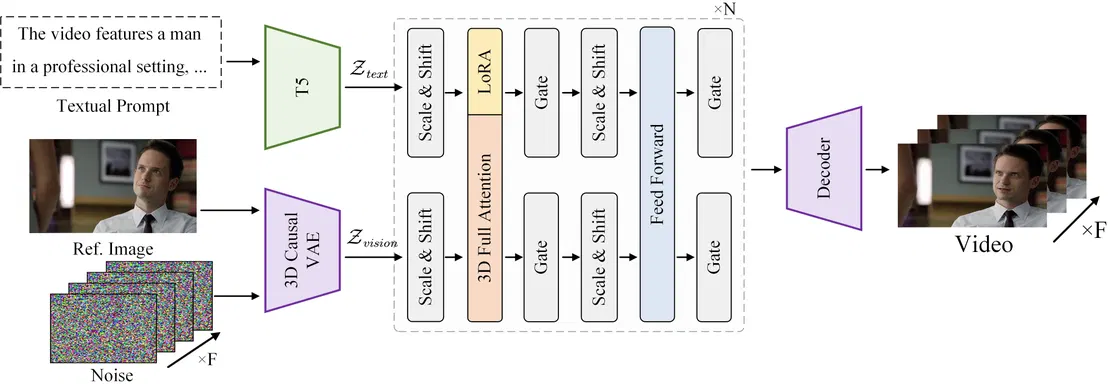 The video features a man
in a professional setting, ...
Textual Prompt
T5
Z_text
×N
Scale & Shift
LoRA
Gate
Scale & Shift
Gate
3D Full Attention
Feed Forward
Ref. Image
3D Causal
VAE
Z_vision
Scale & Shift
Gate
Scale & Shift
Gate
Noise
×F
Decoder
Video
×F